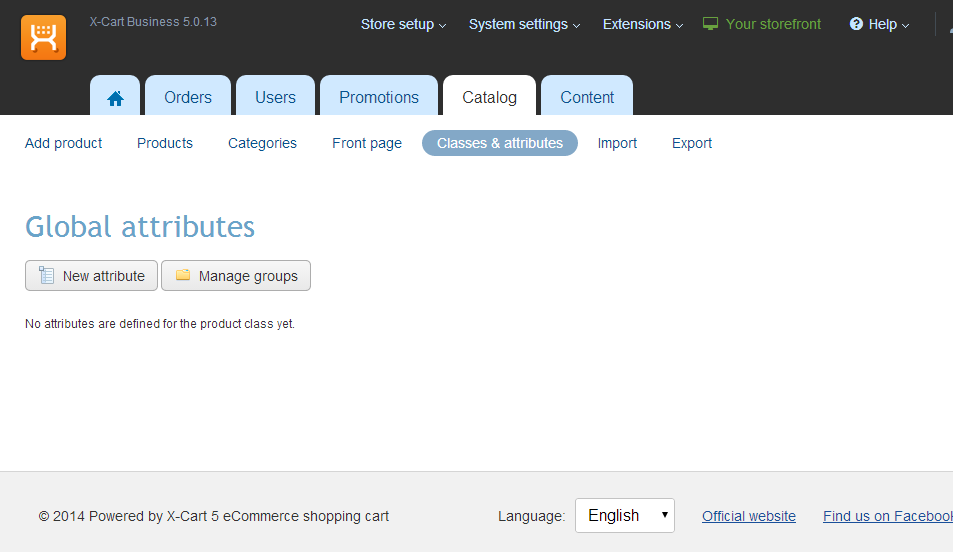 X-Cart Business 5.0.13
Store setup System settings Extensions Your storefront Help
Orders Users Promotions Catalog Content
Add product Products Categories Front page Classes & attributes Import Export
Global attributes
New attribute Manage groups
No attributes are defined for the product class yet.
© 2014 Powered by X-Cart 5 eCommerce shopping cart Language: English Official website Find us on Facebook